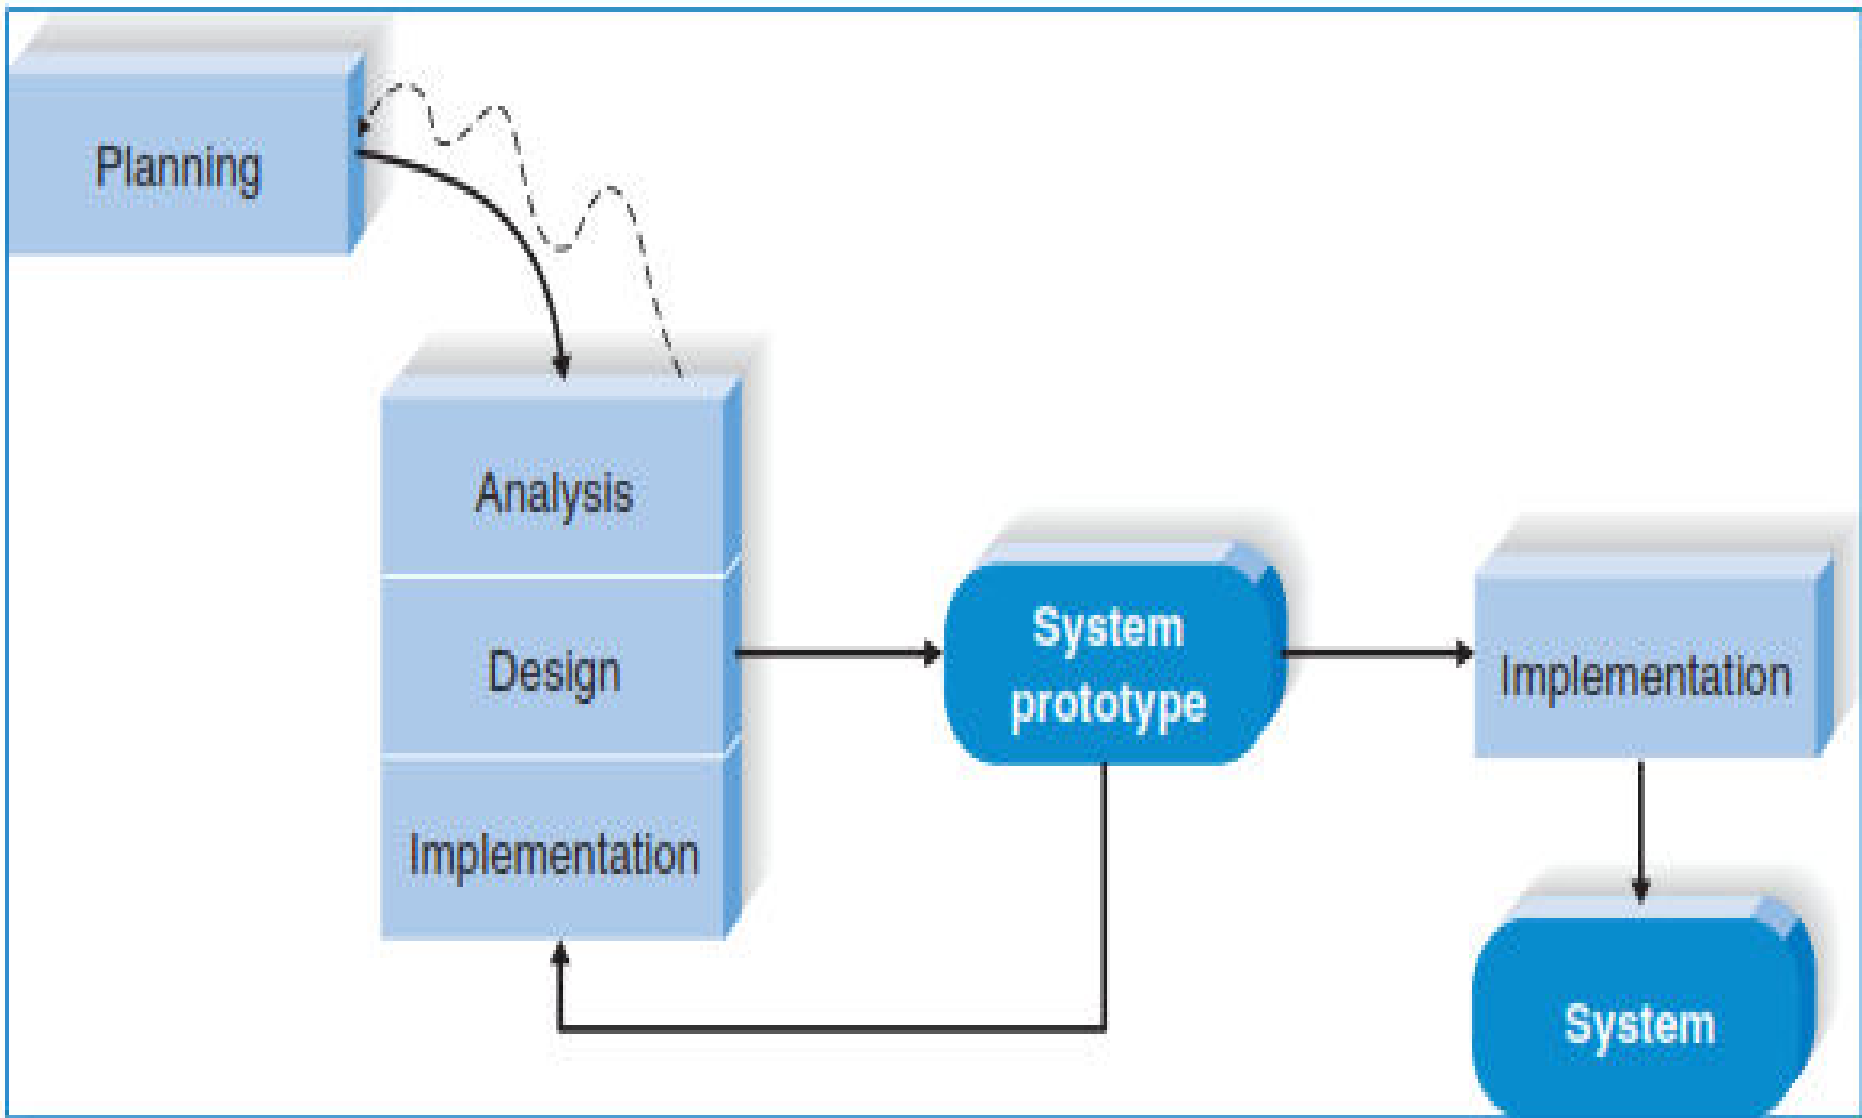 Planning
Analysis
Design
Implementation
System
prototype
Implementation
System